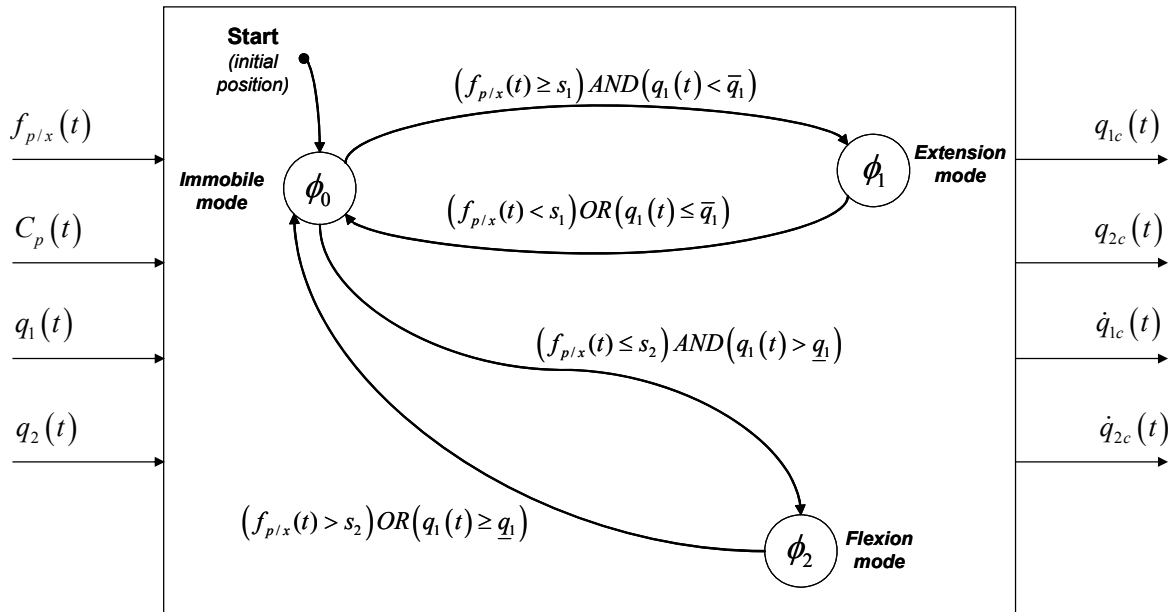 Start
(initial
position)
(f_{p/x}(t) ≥ s_1) AND (q_1(t) < q̅_1)
f_{p/x}(t)
q_{1c}(t)
Immobile
mode
ϕ_0
ϕ_1
Extension
mode
(f_{p/x}(t) < s_1) OR (q_1(t) ≤ q̅_1)
C_p(t)
q_{2c}(t)
q_1(t)
q̇_{1c}(t)
(f_{p/x}(t) ≤ s_2) AND (q_1(t) > q̲_1)
q_2(t)
q̇_{2c}(t)
(f_{p/x}(t) > s_2) OR (q_1(t) ≥ q̲_1)
ϕ_2
Flexion
mode